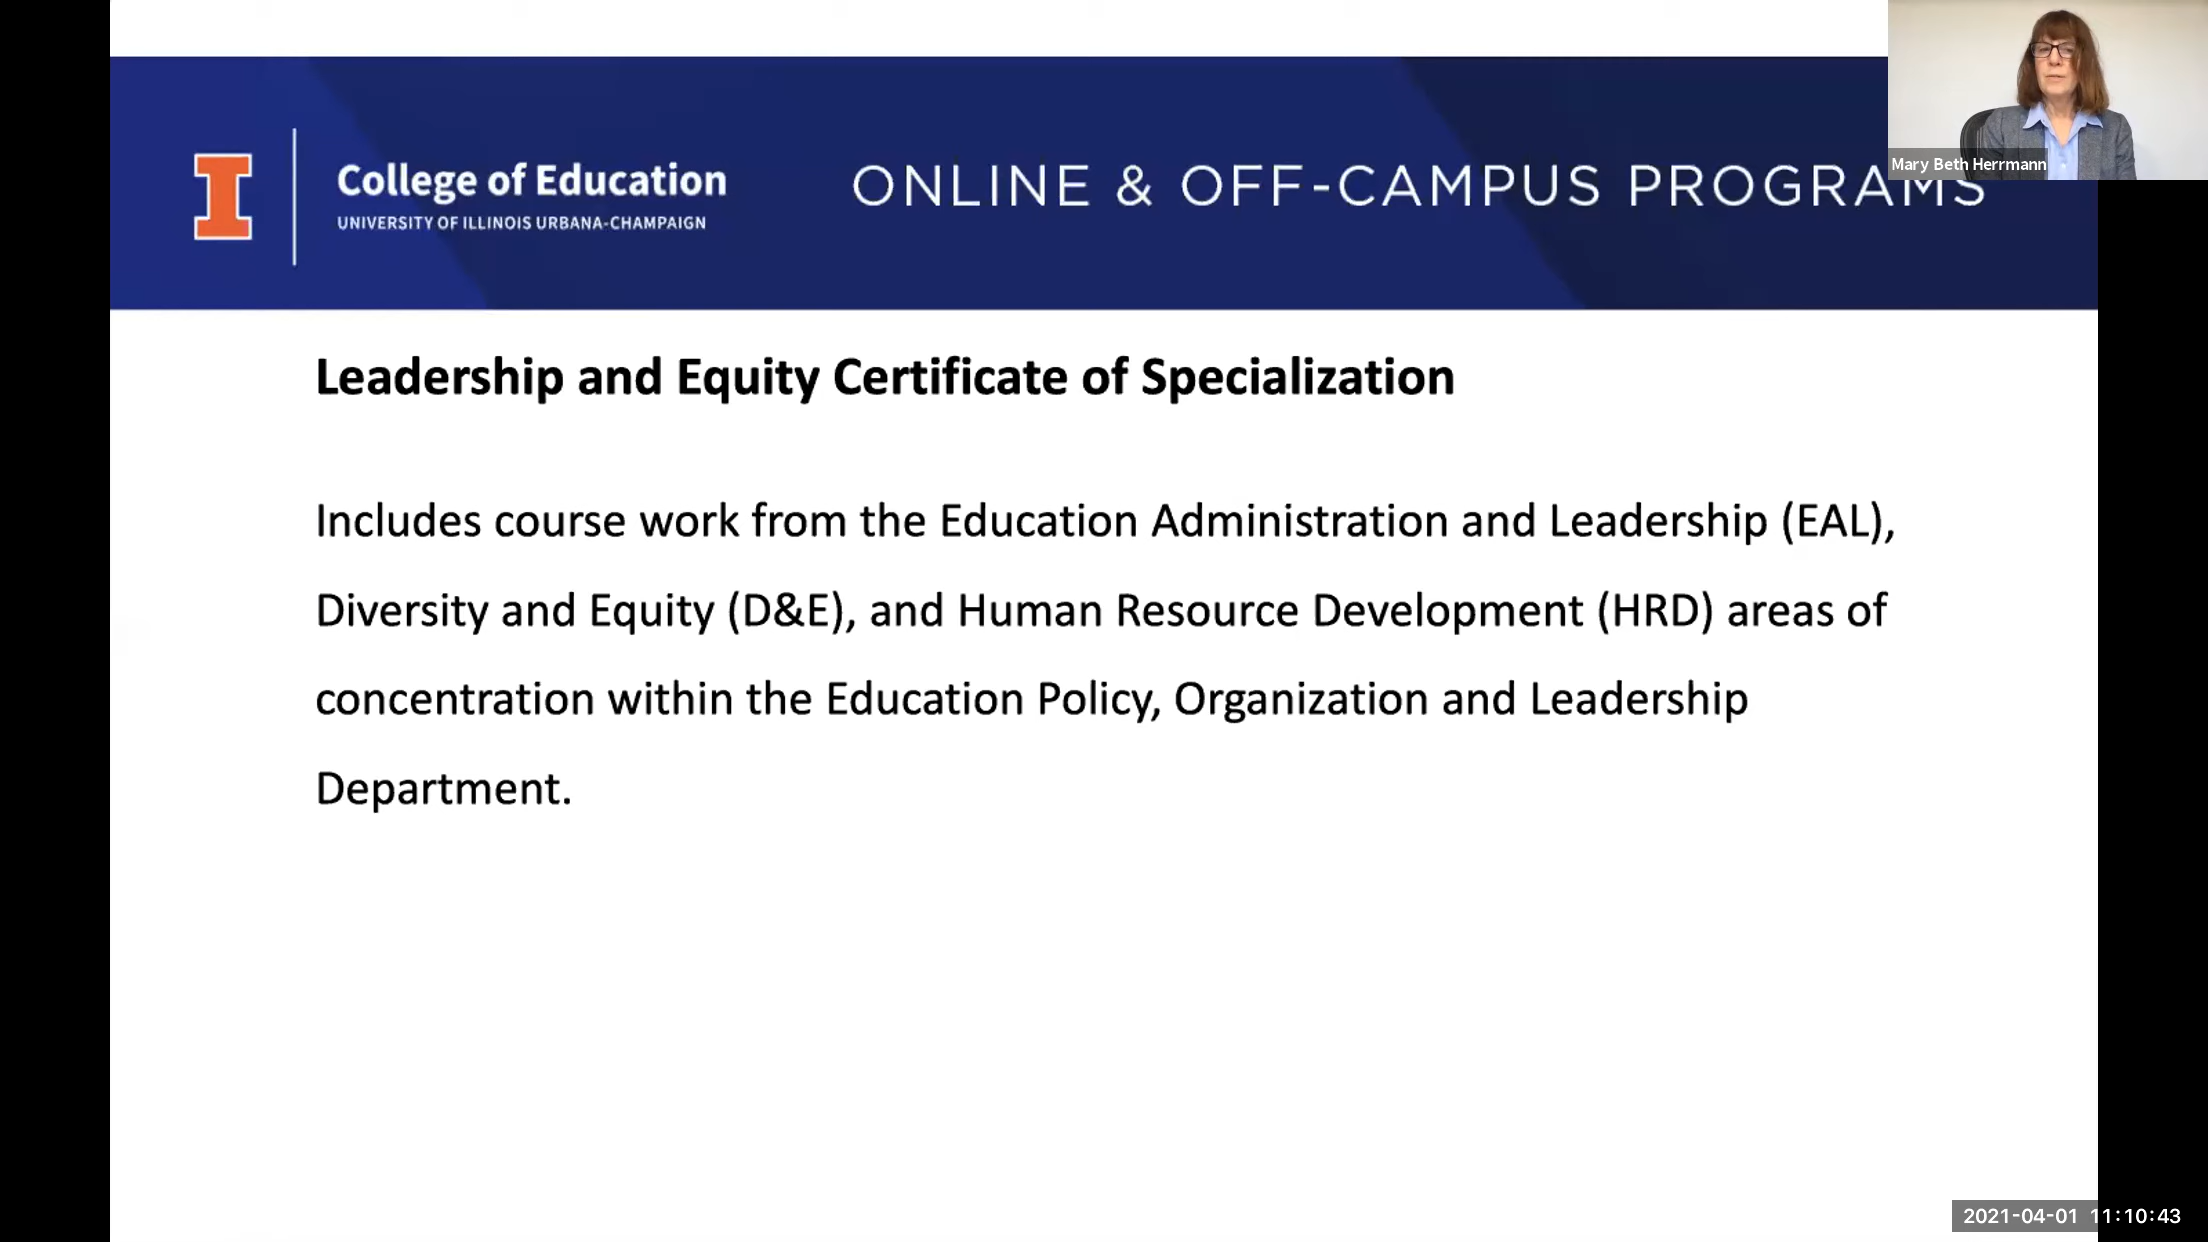 College of Education
UNIVERSITY OF ILLINOIS URBANA-CHAMPAIGN
ONLINE & OFF-CAMPUS PROGRAMS
Mary Beth Herrmann
Leadership and Equity Certificate of Specialization
Includes course work from the Education Administration and Leadership (EAL),
Diversity and Equity (D&E), and Human Resource Development (HRD) areas of
concentration within the Education Policy, Organization and Leadership
Department.
2021-04-01 11:10:43